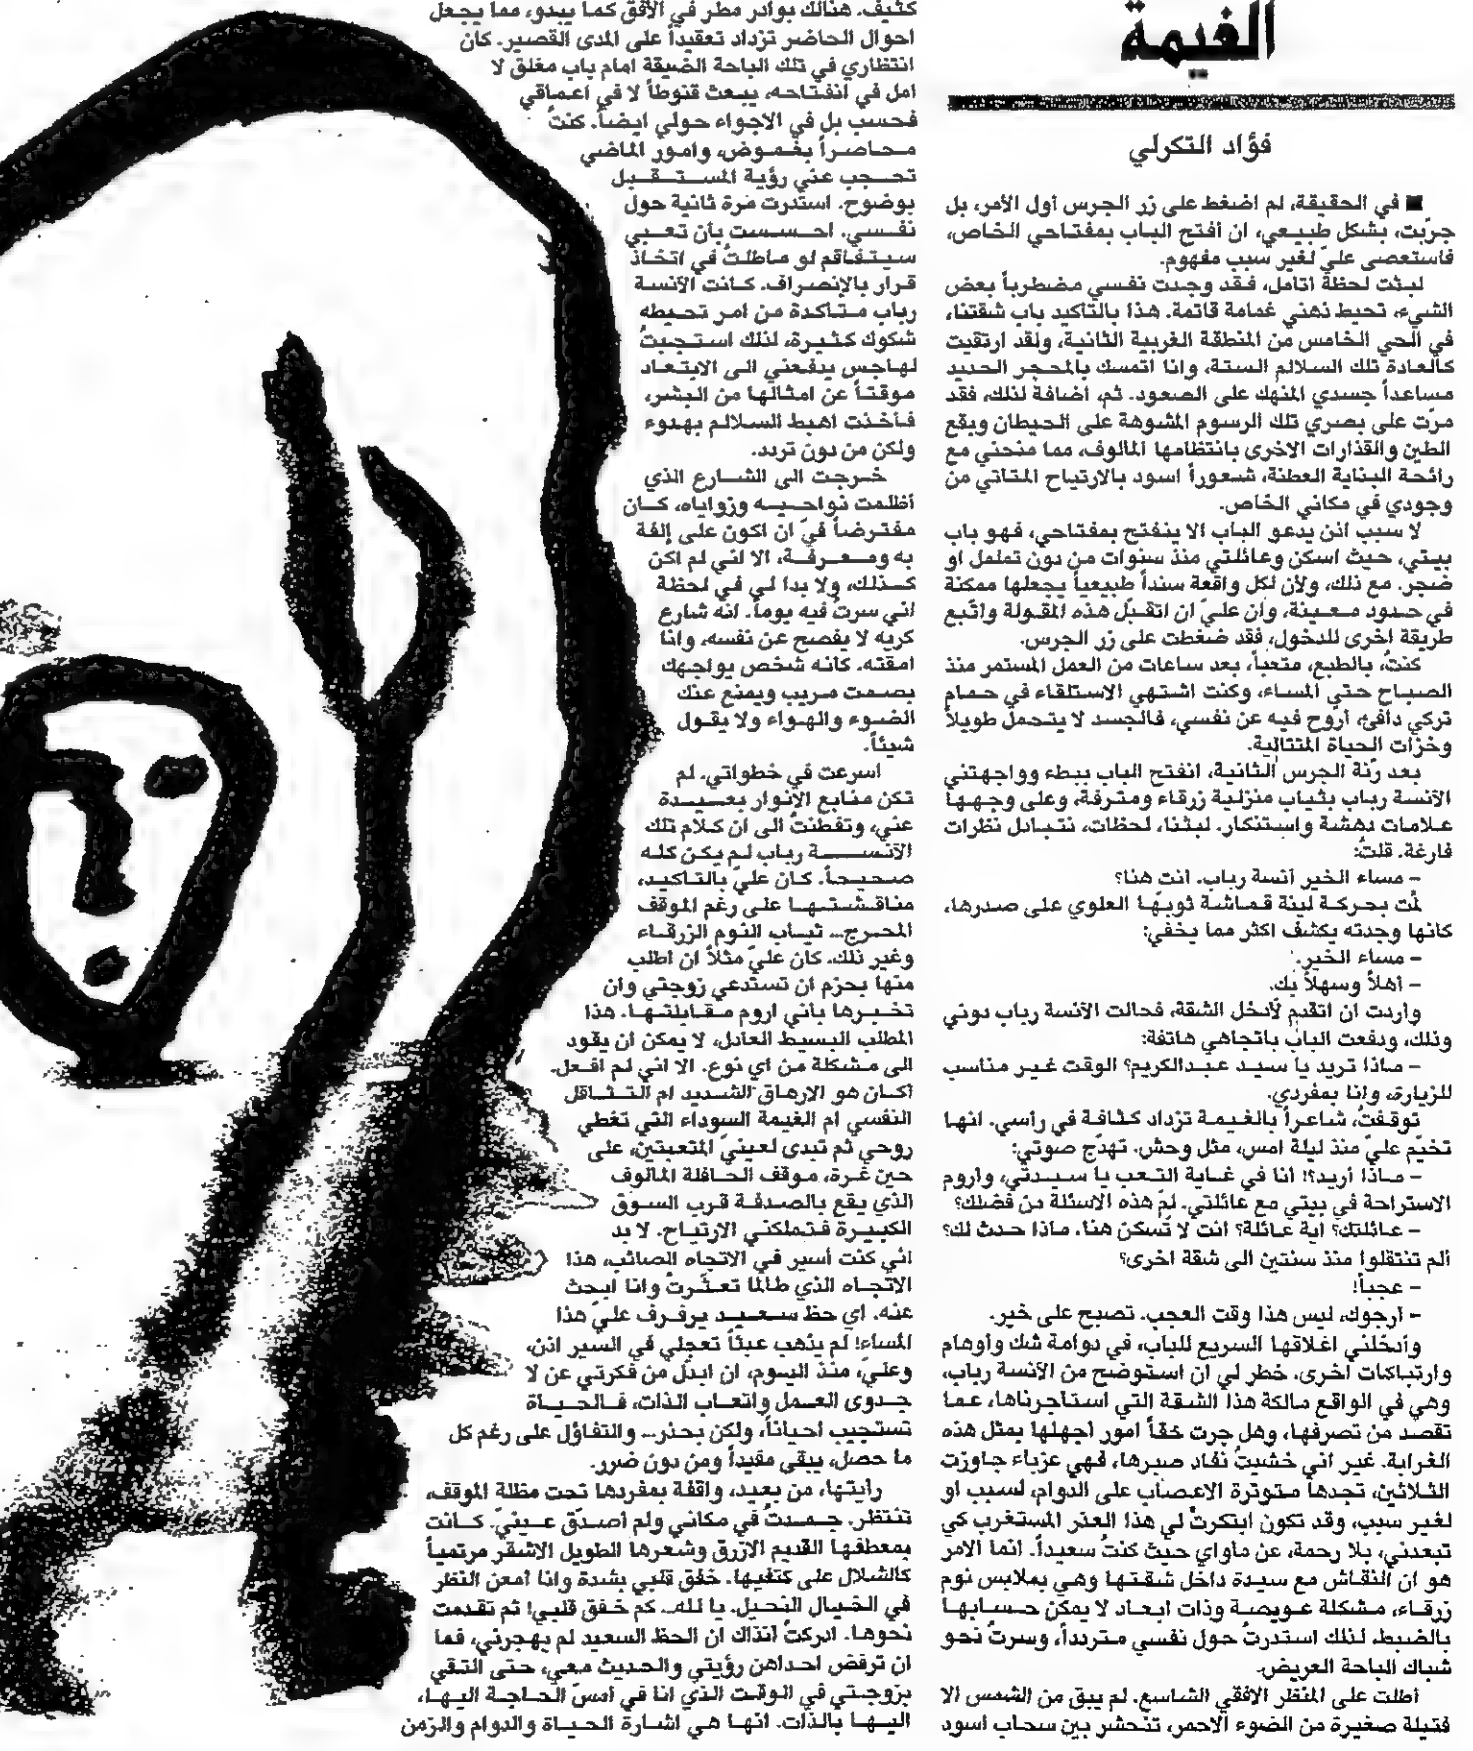 الغيمة
فؤاد التكرلي
■ في الحقيقة، لم اضغط على زر الجرس أول الأمر، بل
جرّبت، بشكل طبيعي، ان أفتح الباب بمفتاحي الخاص،
فاستعصى عليّ لغير سبب مفهوم.
لبثت لحظة اتأمل، فقد وجدت نفسي مضطرباً بعض
الشيء، تحيط ذهني غمامة قاتمة. هذا بالتأكيد باب شقتنا،
في الحي الخامس من المنطقة الغربية الثانية، ولقد ارتقيت
كالعادة تلك السلالم الستة، وانا اتمسك بالمحجر الحديد
مساعداً جسدي المنهك على الصعود. ثم، اضافة لذلك، فقد
مرّت على بصري تلك الرسوم المشوهة على الحيطان وبقع
الطين والقذارات الاخرى بانتظامها المألوف، مما منحني مع
رائحة البناية العطنة، شعوراً اسود بالارتياح المتأتي من
وجودي في مكاني الخاص.
لا سبب اذن يدعو الباب الا ينفتح بمفتاحي، فهو باب
بيتي، حيث اسكن وعائلتي منذ سنوات من دون تململ او
ضجر. مع ذلك، ولأن لكل واقعة سنداً طبيعياً يجعلها ممكنة
في حدود معينة، وأن عليّ ان اتقبل هذه المقولة واتّبع
طريقة اخرى للدخول، فقد ضغطت على زر الجرس.
كنتُ، بالطبع، متعباً، بعد ساعات من العمل المستمر منذ
الصباح حتى المساء، وكنت اشتهي الاستلقاء في حمام
تركي دافئ، أروح فيه عن نفسي، فالجسد لا يتحمل طويلاً
وخزات الحياة المتتالية.
بعد رنّة الجرس الثانية، انفتح الباب ببطء وواجهتني
الآنسة رباب بثياب منزلية زرقاء ومترفة، وعلى وجهها
علامات دهشة واستنكار. لبثنا، لحظات، نتبادل نظرات
فارغة. قلتُ:
- مساء الخير آنسة رباب. انت هنا؟
لمّت بحركة لينة قماشة ثوبها العلوي على صدرها،
كأنها وجدته يكشف اكثر مما يخفي:
- مساء الخير.
- أهلاً وسهلاً بك.
واردت ان اتقدم لأدخل الشقة، فحالت الآنسة رباب دوني
وذلك، ودفعت الباب باتجاهي هاتفة:
- ماذا تريد يا سيد عبدالكريم؟ الوقت غير مناسب
للزيارة، وانا بمفردي.
توقفتُ، شاعراً بالغيمة تزداد كثافة في رأسي. انها
تخيّم عليّ منذ ليلة امس، مثل وحش. تهدّج صوتي:
- ماذا أريد؟! أنا في غاية التعب يا سيدتي، وأروم
الاستراحة في بيتي مع عائلتي. لمَ هذه الاسئلة من فضلك؟
- عائلتك؟ اية عائلة؟ انت لا تسكن هنا. ماذا حدث لك؟
ألم تنتقلوا منذ سنتين الى شقة اخرى؟
- عجباً!
- أرجوك، ليس هذا وقت العجب. تصبح على خير.
وأدخلني اغلاقها السريع للباب، في دوامة شك وأوهام
وارتباكات اخرى. خطر لي ان استوضح من الآنسة رباب،
وهي في الواقع مالكة هذا الشقة التي استأجرناها، عما
تقصد من تصرفها، وهل جرت حقاً امور اجهلها بمثل هذه
الغرابة. غير اني خشيتُ نفاد صبرها، فهي عزباء جاوزت
الثلاثين، تجدها متوترة الاعصاب على الدوام، لسبب او
لغير سبب، وقد تكون ابتكرتْ لي هذا العذر المستغرب كي
تبعدني، بلا رحمة، عن مأواي حيث كنتُ سعيداً. انما الامر
هو ان النقاش مع سيدة داخل شقتها وهي بملابس نوم
زرقاء، مشكلة عويصة وذات ابعاد لا يمكن حسابها
بالضبط، لذلك استدرتُ حول نفسي متردداً، وسرتُ نحو
شباك الباحة العريض.
أطلت على المنظر الافقي الشاسع. لم يبق من الشمس الا
فتيلة صغيرة من الضوء الاحمر، تنحشر بين سحاب اسود
كثيف. هنالك بوادر مطر في الافق كما يبدو، مما يجعل
احوال الحاضر تزداد تعقيداً على المدى القصير. كان
انتظاري في تلك الباحة الضيقة امام باب مغلق لا
امل في انفتاحه، يبعث قنوطاً لا في اعماقي
فحسب بل في الاجواء حولي ايضاً. كنتُ
محاصراً بغموض، وامور الماضي
تحجب عني رؤية المستقبل
بوضوح. استدرت مرة ثانية حول
نفسي. احسست بأن تعبي
سيتفاقم لو ماطلتُ في اتخاذ
قرار بالإنصراف. كانت الآنسة
رباب متأكدة من امر تحيطه
شكوك كثيرة، لذلك استجبتُ
لهاجس يدفعني الى الابتعاد
موقتاً عن امثالها من البشر،
فأخذت اهبط السلالم بهدوء
ولكن من دون تردد.
خرجت الى الشارع الذي
أظلمت نواحيه وزواياه، كان
مفترضاً فيّ ان اكون على إلفة
به ومعرفة، الا انني لم اكن
كذلك، ولا بدا لي في لحظة
اني سرتُ فيه يوماً. انه شارع
كريه لا يفصح عن نفسه، وانا
امقته. كأنه شخص يواجهك
بصمت مريب ويمنع عنك
الضوء والهواء ولا يقول
شيئاً.
اسرعت في خطواتي. لم
تكن منابع الانوار بعيدة
عني، وتفطنتُ الى ان كلام تلك
الآنسة رباب لم يكن كله
صحيحاً. كان عليّ بالتأكيد،
مناقشتها على رغم الموقف
المحرج... ثياب النوم الزرقاء
وغير ذلك. كان عليّ مثلاً ان اطلب
منها بحزم ان تستدعي زوجتي وان
تخبرها بأني اروم مقابلتها. هذا
المطلب البسيط العادل، لا يمكن ان يقود
الى مشكلة من اي نوع. الا اني لم افعل.
أكان هو الارهاق الشديد ام التثاقل
النفسي ام الغيمة السوداء التي تغطي
روحي ثم تبدى لعينيّ المتعبتين، على
حين غرة، موقف الحافلة المألوف
الذي يقع بالصدفة قرب السوق
الكبيرة فتملكني الارتياح. لا بد
اني كنت أسير في الاتجاه الصائب، هذا
الاتجاه الذي طالما تعثّرتُ وانا ابحث
عنه. اي حظ سعيد يرفرف عليّ هذا
المساء! لم يذهب عبثاً تعجلي في السير اذن،
وعليّ، منذ اليوم، ان ابدّل من فكرتي عن لا
جدوى العمل واتعاب الذات، فالحياة
تستجيب أحياناً، ولكن بحذر... والتفاؤل على رغم كل
ما حصل، يبقى مقيداً ومن دون ضرر.
رأيتها، من بعيد، واقفة بمفردها تحت مظلة الموقف،
تنتظر. جمدتُ في مكاني ولم أصدّق عينيّ. كانت
بمعطفها القديم الازرق وشعرها الطويل الاشقر مرتمياً
كالشلال على كتفيها. خفق قلبي بشدة وانا أمعن النظر
في الخيال النحيل. يا لله.. كم خفق قلبي! ثم تقدمت
نحوها. ادركتُ آنذاك ان الحظ السعيد لم يهجرني، فما
ان ترفض احداهن رؤيتي والحديث معي، حتى التقي
بزوجتي في الوقت الذي انا في امسّ الحاجة اليها،
اليها بالذات. انها هي اشارة الحياة والدوام والزمن